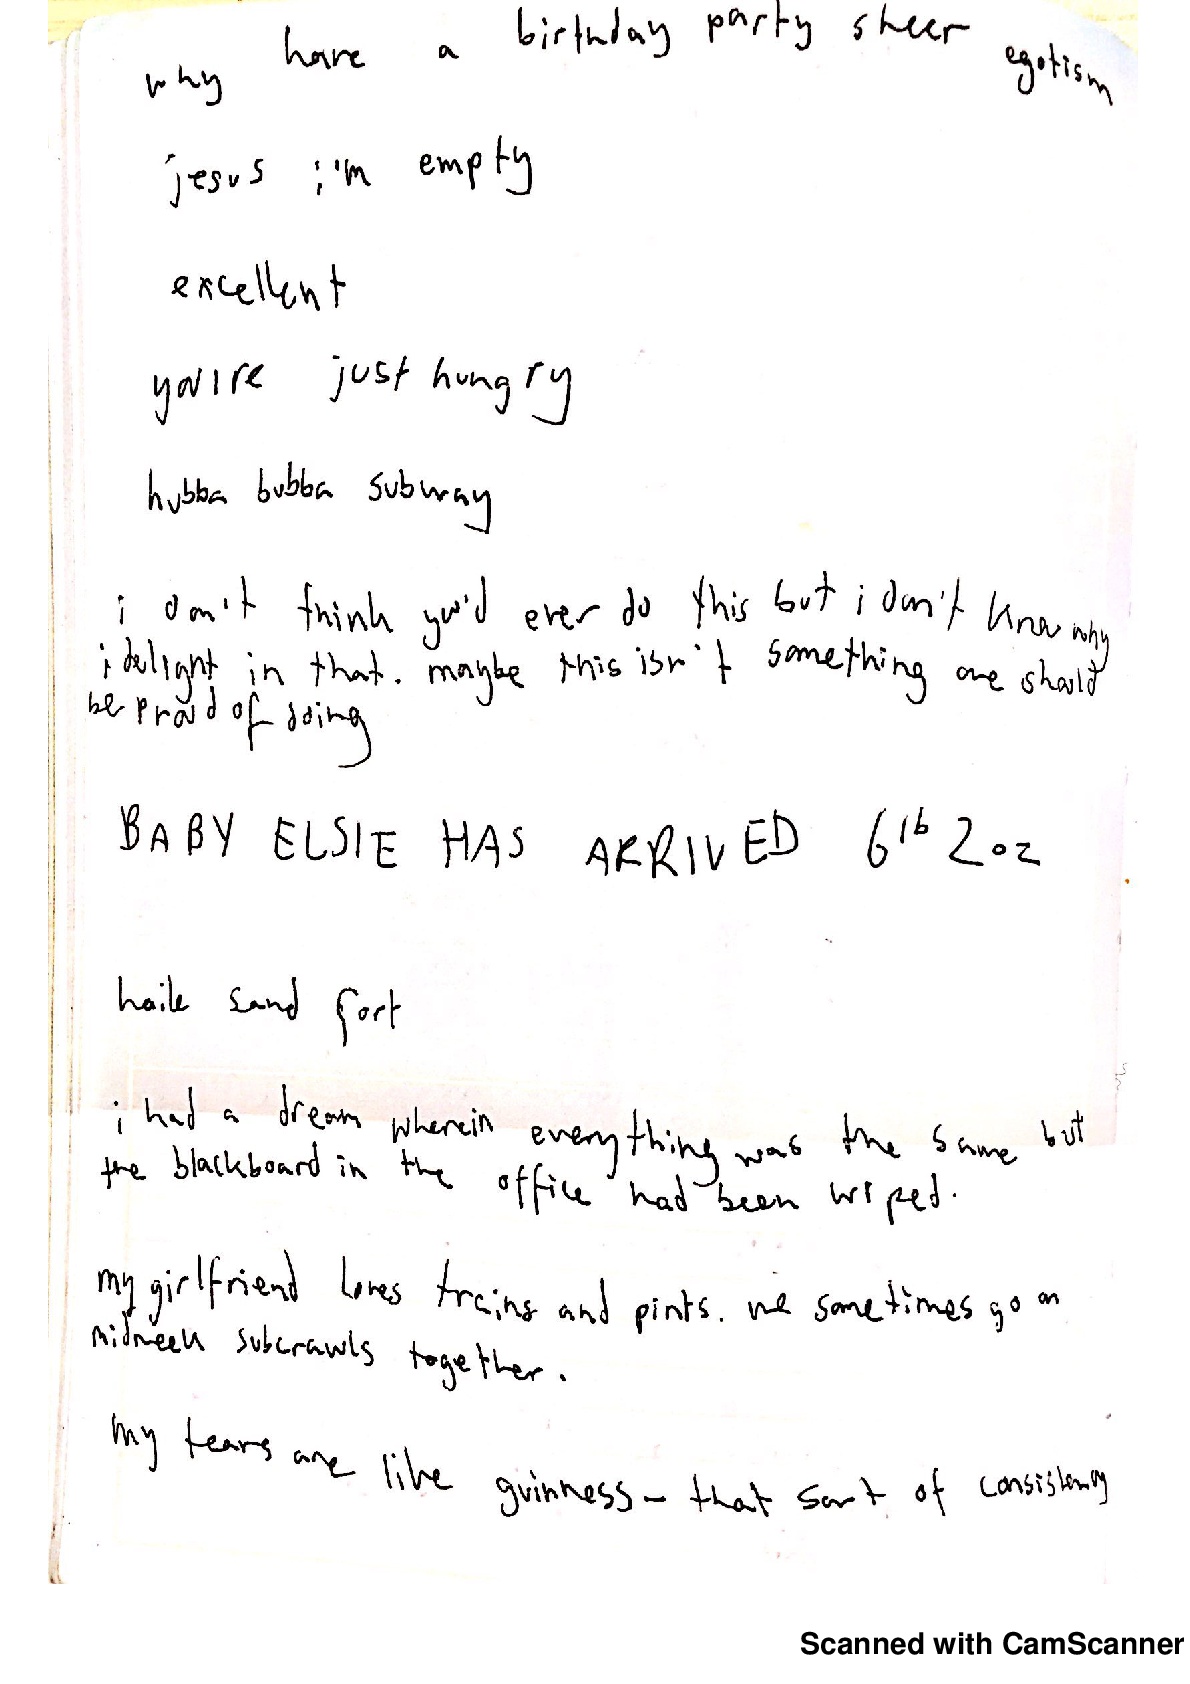 why have a birthday party sheer egotism
jesus i'm empty
excellent
you're just hungry
hubba bubba subway
i don't think you'd ever do this but i don't know why
i delight in that. maybe this isn't something one should
be proud of doing
BABY ELSIE HAS ARRIVED 6lb 2oz
haile sand fort
i had a dream wherein everything was the same but
the blackboard in the office had been wiped.
my girlfriend loves trains and pints. we sometimes go on
midweek subcrawls together.
my tears are like guinness – that sort of consistency
Scanned with CamScanner